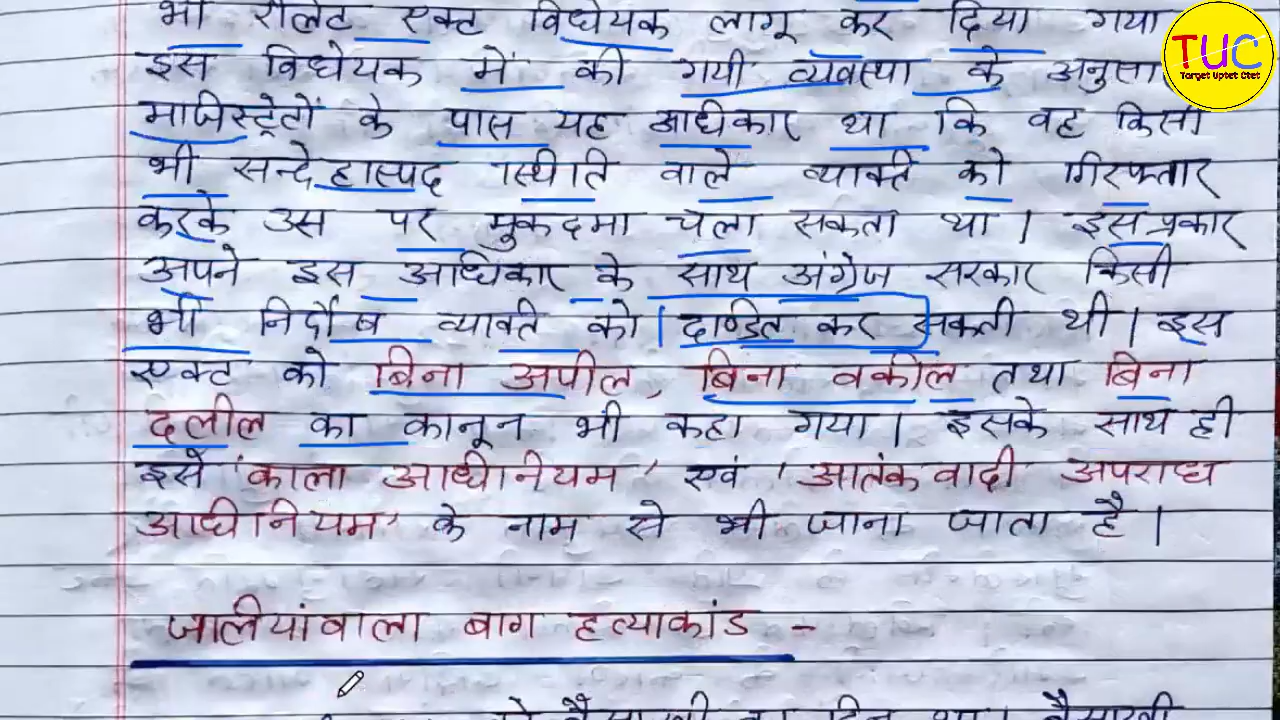 भी रौलेट एक्ट विधेयक लागू कर दिया गया
TUC
Target Uptet Ctet
इस विधेयक में की गयी व्यवस्था के अनुसा
माजिस्ट्रेटों के पास यह अधिकार था कि वह किसी
भी सन्देहास्पद स्थिति वाले व्यक्ति को गिरफ्तार
करके उस पर मुकदमा चला सकता था। इस प्रकार
अपने इस अधिकार के साथ अंग्रेज सरकार किसी
भी निर्दोष व्यक्ति को दण्डित कर सकती थी। इस
एक्ट को बिना अपील, बिना वकील तथा बिना
दलील का कानून भी कहा गया। इसके साथ ही
इसे 'काला अधिनियम' एवं 'आतंकवादी अपराध
अधिनियम' के नाम से भी जाना जाता है।
जालियांवाला बाग हत्याकांड -